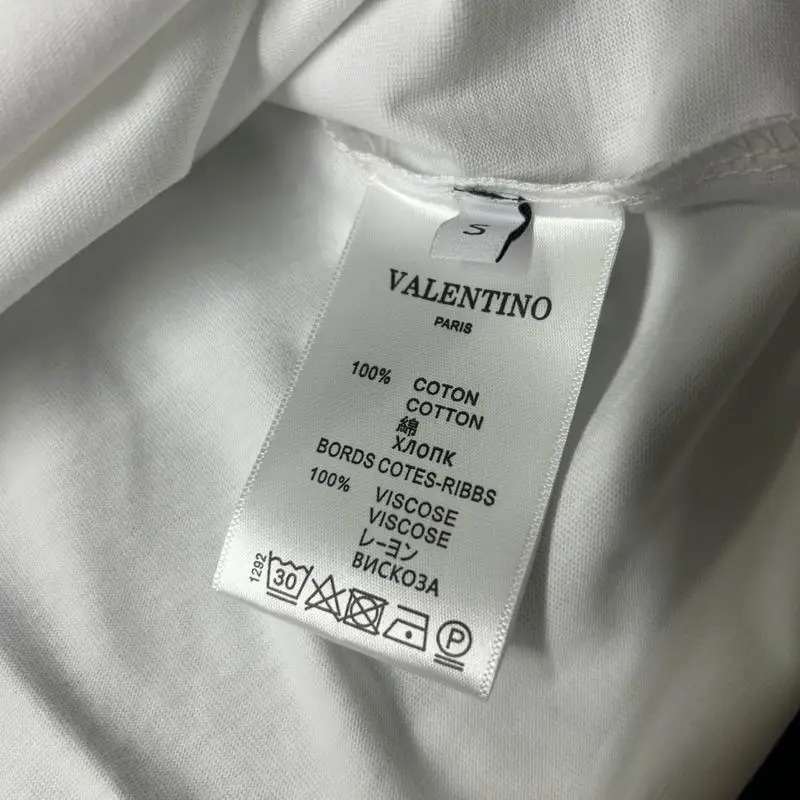 S
VALENTINO
PARIS
100% COTON
COTTON
綿
ХЛОПК
BORDS COTES-RIBBS
100% VISCOSE
VISCOSE
レーヨン
ВИСКОЗА
1292
30
P